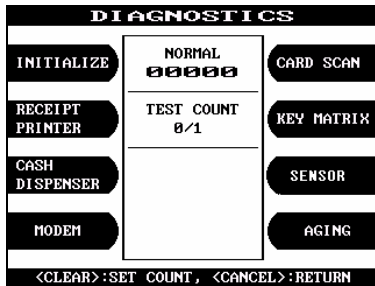 DIAGNOSTICS
INITIALIZE
NORMAL
00000
CARD SCAN
RECEIPT
PRINTER
TEST COUNT
0/1
KEY MATRIX
CASH
DISPENSER
SENSOR
MODEM
AGING
<CLEAR>:SET COUNT, <CANCEL>:RETURN